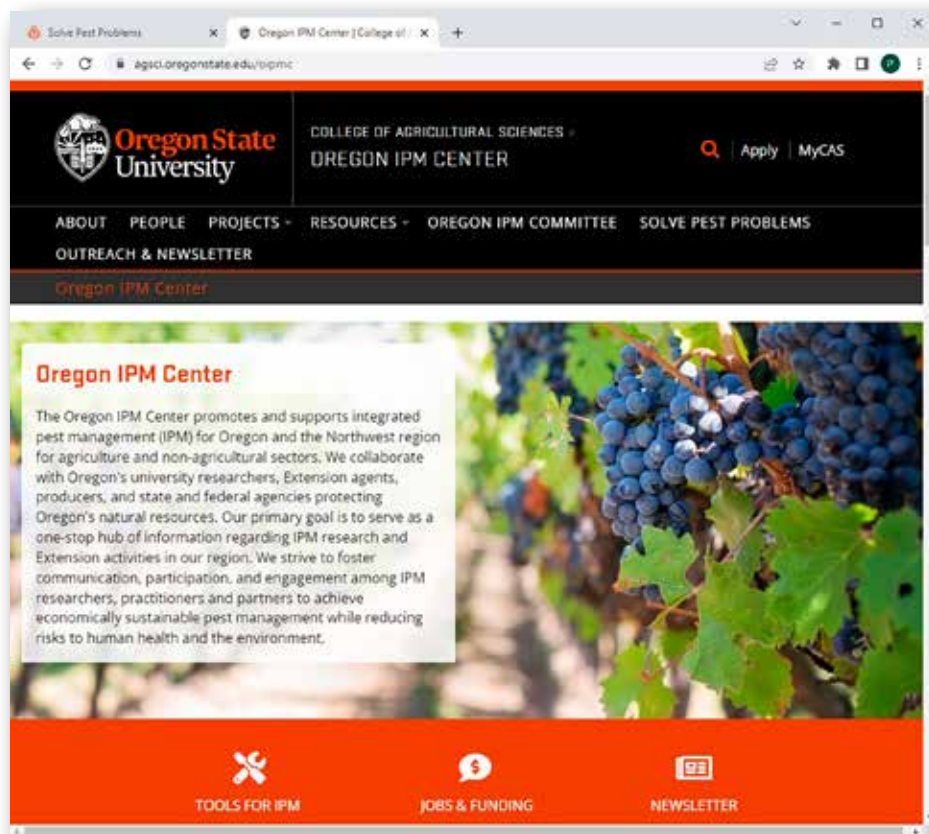 Solve Pest Problems
Oregon IPM Center | College of
agsci.oregonstate.edu/oipmc
P
Oregon State
University
COLLEGE OF AGRICULTURAL SCIENCES
OREGON IPM CENTER
Apply
MyCAS
ABOUT PEOPLE PROJECTS RESOURCES OREGON IPM COMMITTEE SOLVE PEST PROBLEMS
OUTREACH & NEWSLETTER
Oregon IPM Center
Oregon IPM Center
The Oregon IPM Center promotes and supports integrated
pest management (IPM) for Oregon and the Northwest region
for agriculture and non-agricultural sectors. We collaborate
with Oregon's university researchers, Extension agents,
producers, and state and federal agencies protecting
Oregon's natural resources. Our primary goal is to serve as a
one-stop hub of information regarding IPM research and
Extension activities in our region. We strive to foster
communication, participation, and engagement among IPM
researchers, practitioners and partners to achieve
economically sustainable pest management while reducing
risks to human health and the environment.
TOOLS FOR IPM
JOBS & FUNDING
NEWSLETTER